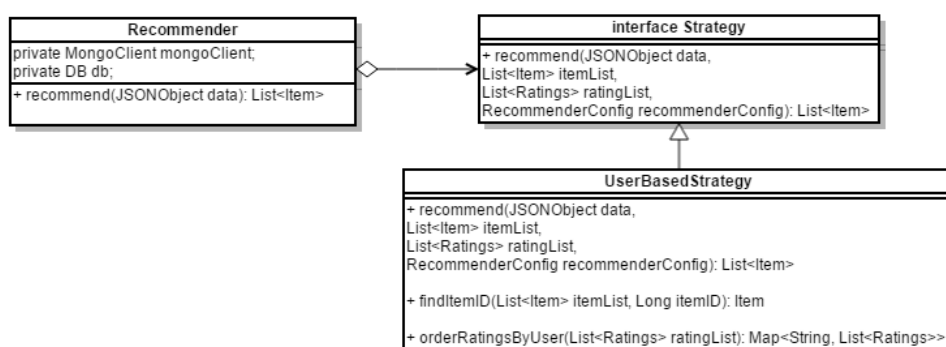 Recommender
private MongoClient mongoClient;
private DB db;
+ recommend(JSONObject data): List<Item>
interface Strategy
+ recommend(JSONObject data,
List<Item> itemList,
List<Ratings> ratingList,
RecommenderConfig recommenderConfig): List<Item>
UserBasedStrategy
+ recommend(JSONObject data,
List<Item> itemList,
List<Ratings> ratingList,
RecommenderConfig recommenderConfig): List<Item>
+ findItemID(List<Item> itemList, Long itemID): Item
+ orderRatingsByUser(List<Ratings> ratingList): Map<String, List<Ratings>>